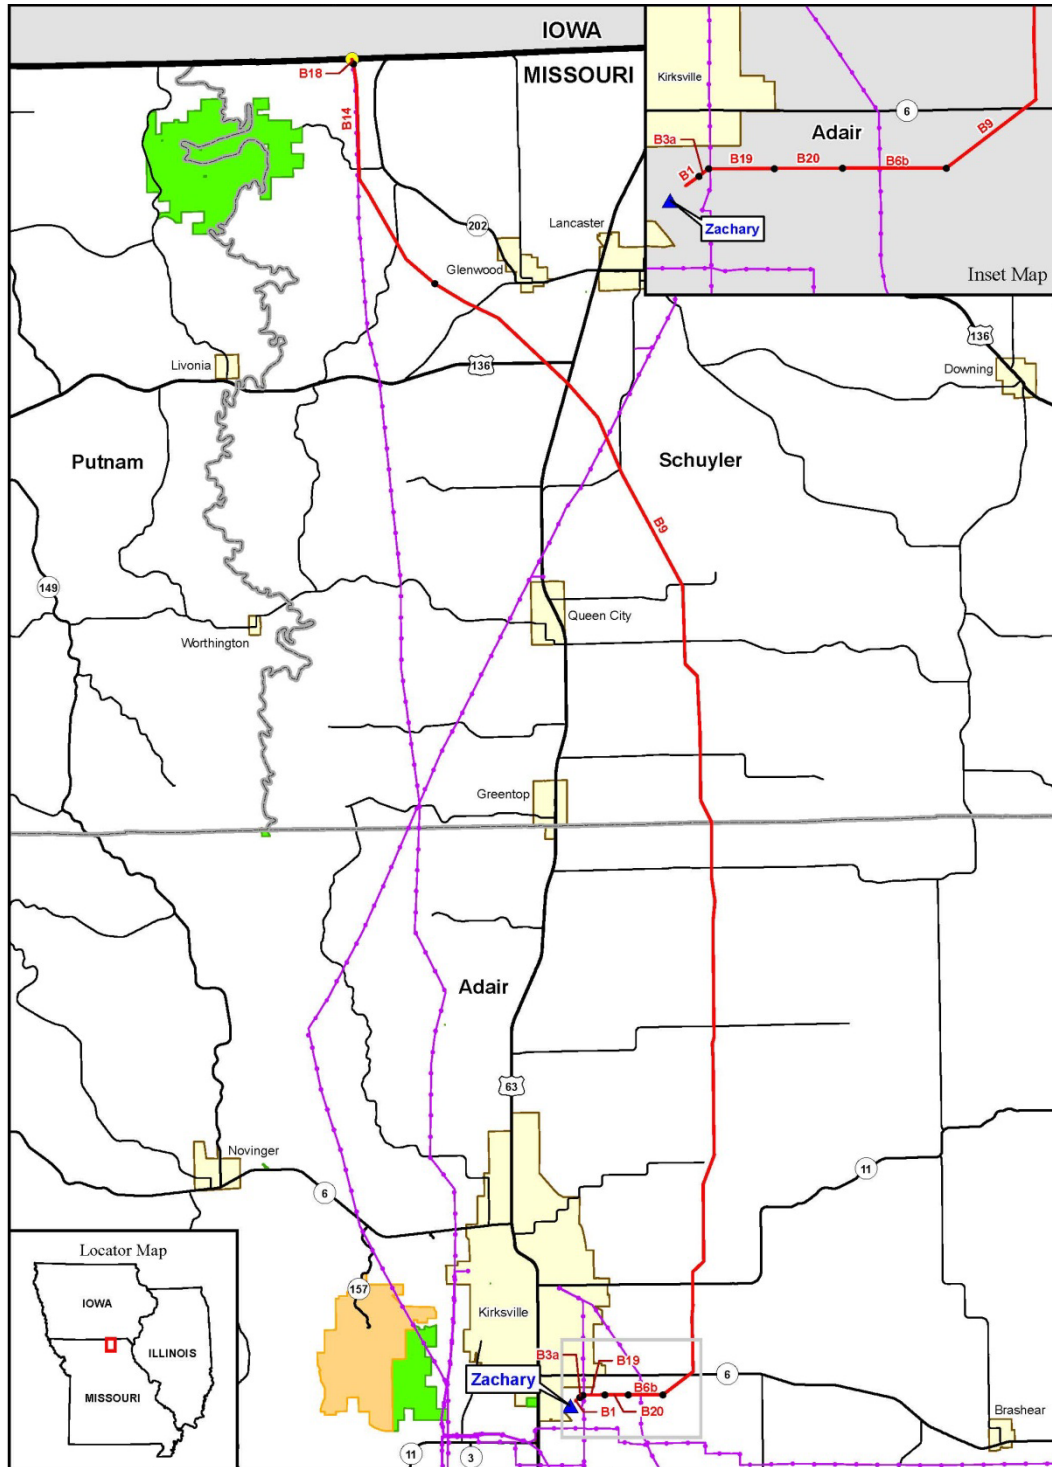 IOWA
MISSOURI
B18
B14
202
Lancaster
Glenwood
Kirksville
6
Adair
B3a
B1
B19
B20
B6b
B9
Zachary
Inset Map
Livonia
136
136
Downing
Putnam
Schuyler
B9
149
Queen City
Worthington
Greentop
Adair
63
Novinger
6
11
Locator Map
IOWA
ILLINOIS
MISSOURI
157
Kirksville
B3a
B19
Zachary
B6b
6
B1
B20
Brashear
11
3